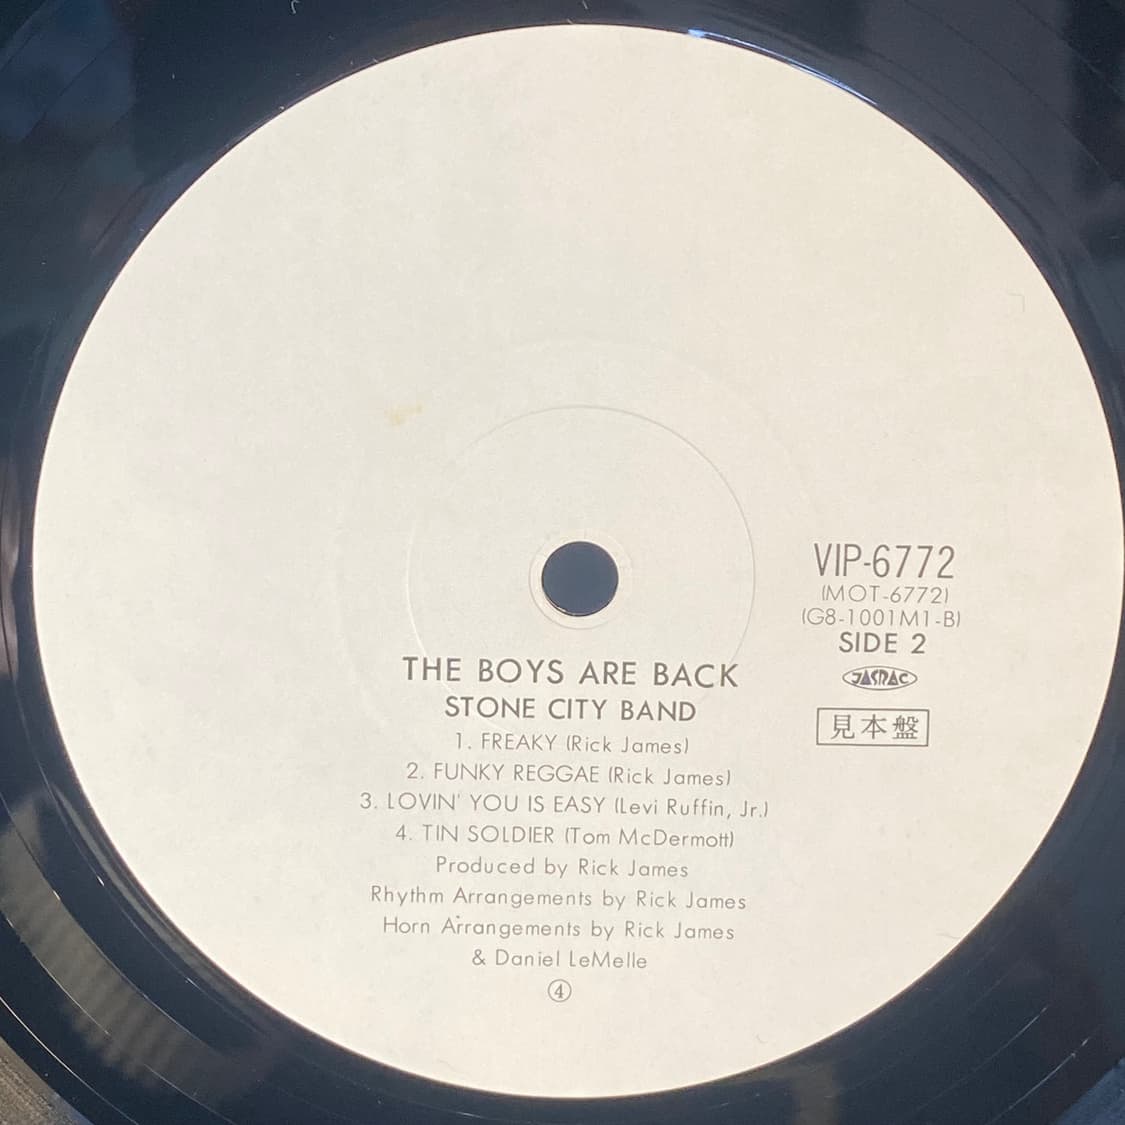 VIP-6772
(MOT-6772)
(G8-1001M1-B)
SIDE 2
JASRAC
見本盤
THE BOYS ARE BACK
STONE CITY BAND
1. FREAKY (Rick James)
2. FUNKY REGGAE (Rick James)
3. LOVIN' YOU IS EASY (Levi Ruffin, Jr.)
4. TIN SOLDIER (Tom McDermott)
Produced by Rick James
Rhythm Arrangements by Rick James
Horn Arrangements by Rick James
& Daniel LeMelle
④